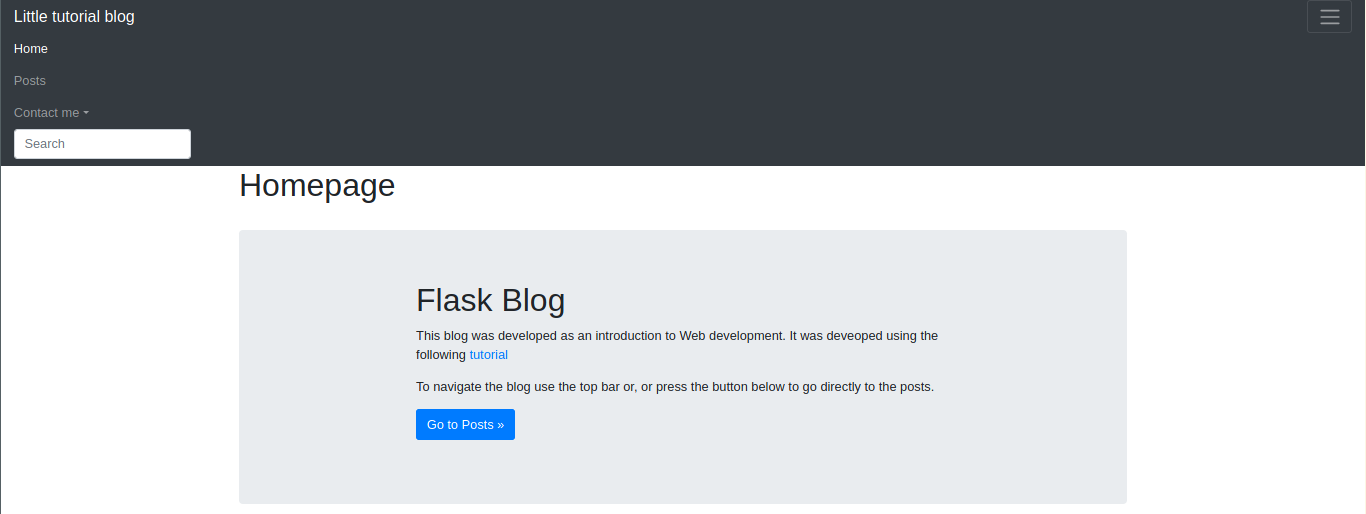 Little tutorial blog
Home
Posts
Contact me
Search
Homepage
Flask Blog
This blog was developed as an introduction to Web development. It was deveoped using the
following tutorial
To navigate the blog use the top bar or, or press the button below to go directly to the posts.
Go to Posts »